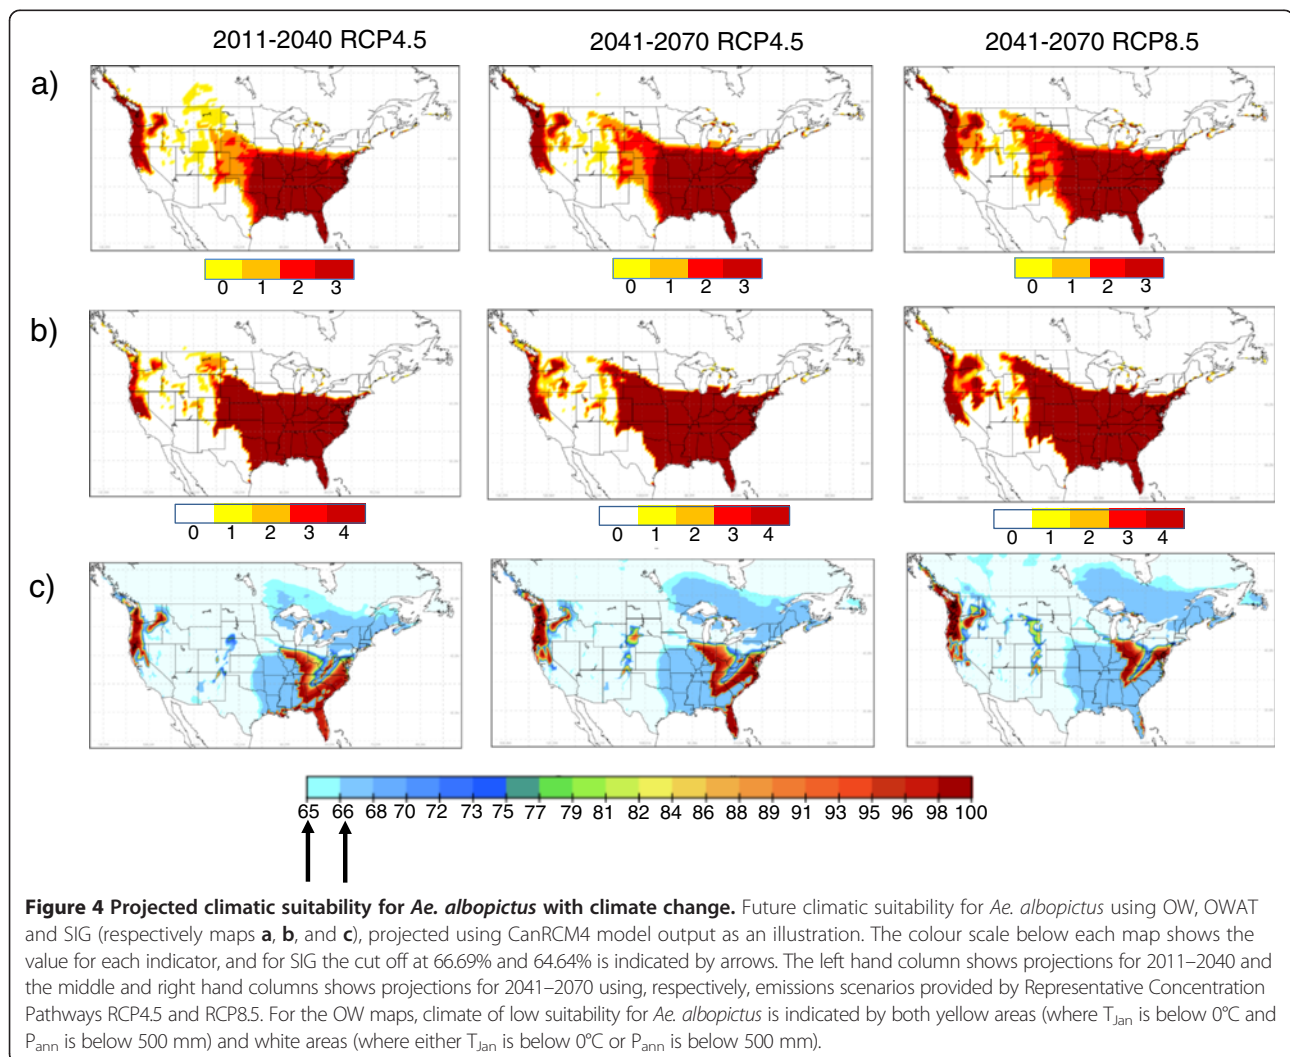 2011-2040 RCP4.5
2041-2070 RCP4.5
2041-2070 RCP8.5
a)
0 1 2 3
0 1 2 3
0 1 2 3
b)
0 1 2 3 4
0 1 2 3 4
0 1 2 3 4
c)
65 66 68 70 72 73 75 77 79 81 82 84 86 88 89 91 93 95 96 98 100
Figure 4 Projected climatic suitability for Ae. albopictus with climate change. Future climatic suitability for Ae. albopictus using OW, OWAT
and SIG (respectively maps a, b, and c), projected using CanRCM4 model output as an illustration. The colour scale below each map shows the
value for each indicator, and for SIG the cut off at 66.69% and 64.64% is indicated by arrows. The left hand column shows projections for 2011–2040 and
the middle and right hand columns shows projections for 2041–2070 using, respectively, emissions scenarios provided by Representative Concentration
Pathways RCP4.5 and RCP8.5. For the OW maps, climate of low suitability for Ae. albopictus is indicated by both yellow areas (where TJan is below 0°C and
Pann is below 500 mm) and white areas (where either TJan is below 0°C or Pann is below 500 mm).